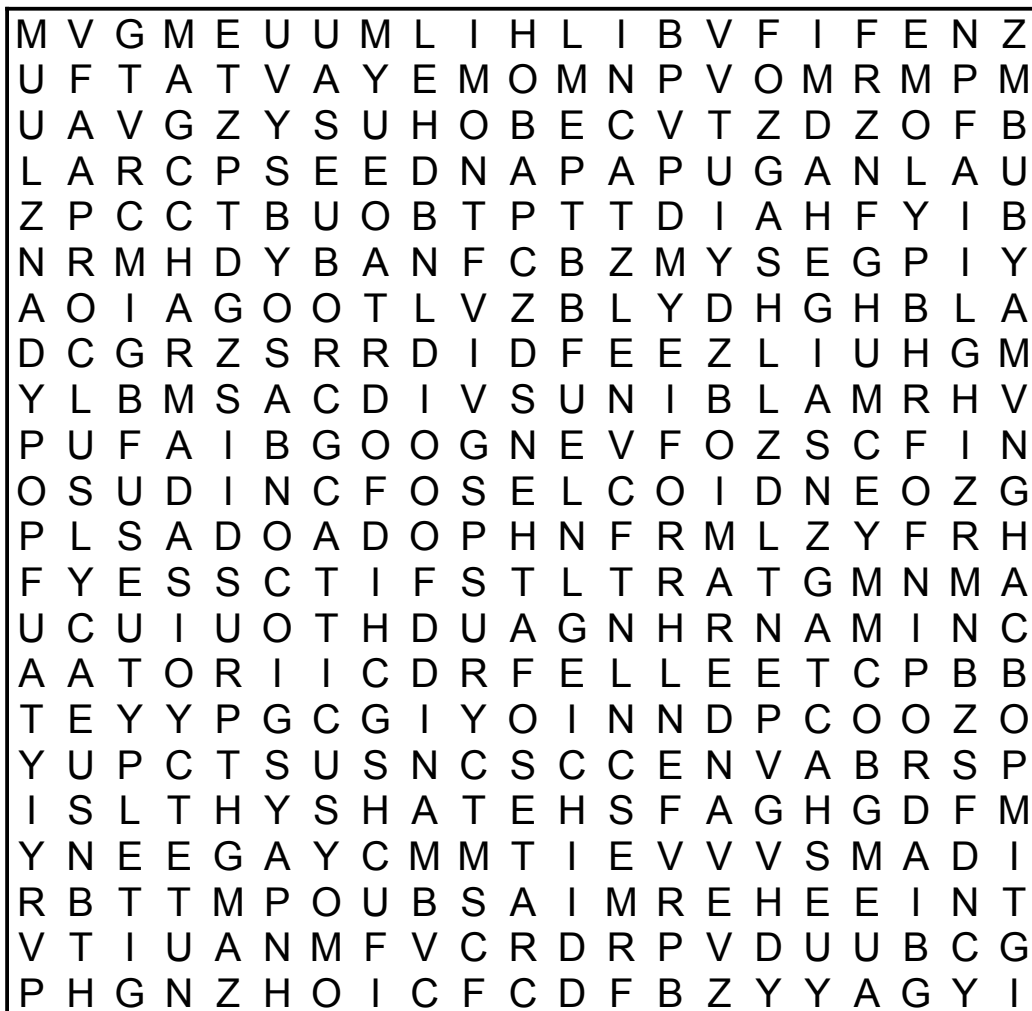 M V G M E U U M L I H L I B V F I F E N Z
U F T A T V A Y E M O M N P V O M R M P M
U A V G Z Y S U H O B E C V T Z D Z O F B
L A R C P S E E D N A P A P U G A N L A U
Z P C C T B U O B T P T T D I A H F Y I B
N R M H D Y B A N F C B Z M Y S E G P I Y
A O I A G O O T L V Z B L Y D H G H B L A
D C G R Z S R R D I D F E E Z L I U H G M
Y L B M S A C D I V S U N I B L A M R H V
P U F A I B G O O G N E V F O Z S C F I N
O S U D I N C F O S E L C O I D N E O Z G
P L S A D O A D O P H N F R M L Z Y F R H
F Y E S S C T I F S T L T R A T G M N M A
U C U I U O T H D U A G N H R N A M I N C
A A T O R I I C D R F E L L E E T C P B B
T E Y Y P G C G I Y O I N N D P C O O Z O
Y U P C T S U S N C S C C E N V A B R S P
I S L T H Y S H A T E H S F A G H G D F M
Y N E E G A Y C M M T I E V V V S M A D I
R B T T M P O U B S A I M R E H E E I N T
V T I U A N M F V C R D R P V D U U B C G
P H G N Z H O I C F C D F B Z Y Y A G Y I